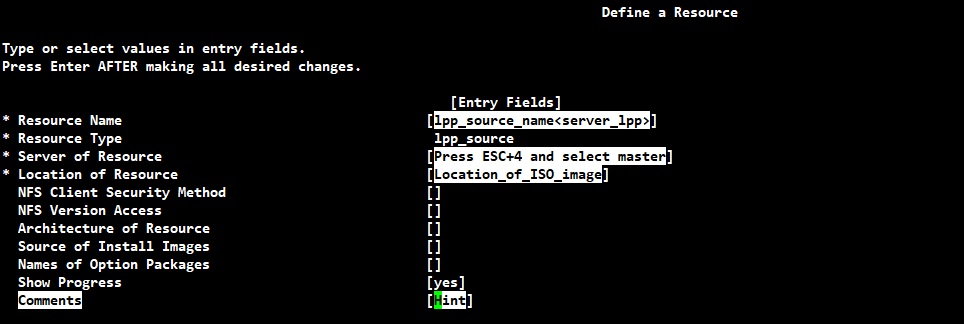 Define a Resource
Type or select values in entry fields.
Press Enter AFTER making all desired changes.
[Entry Fields]
* Resource Name [lpp_source_name<server_lpp>]
* Resource Type lpp_source
* Server of Resource [Press ESC+4 and select master]
* Location of Resource [Location_of_ISO_image]
NFS Client Security Method []
NFS Version Access []
Architecture of Resource []
Source of Install Images []
Names of Option Packages []
Show Progress [yes]
Comments [Hint]